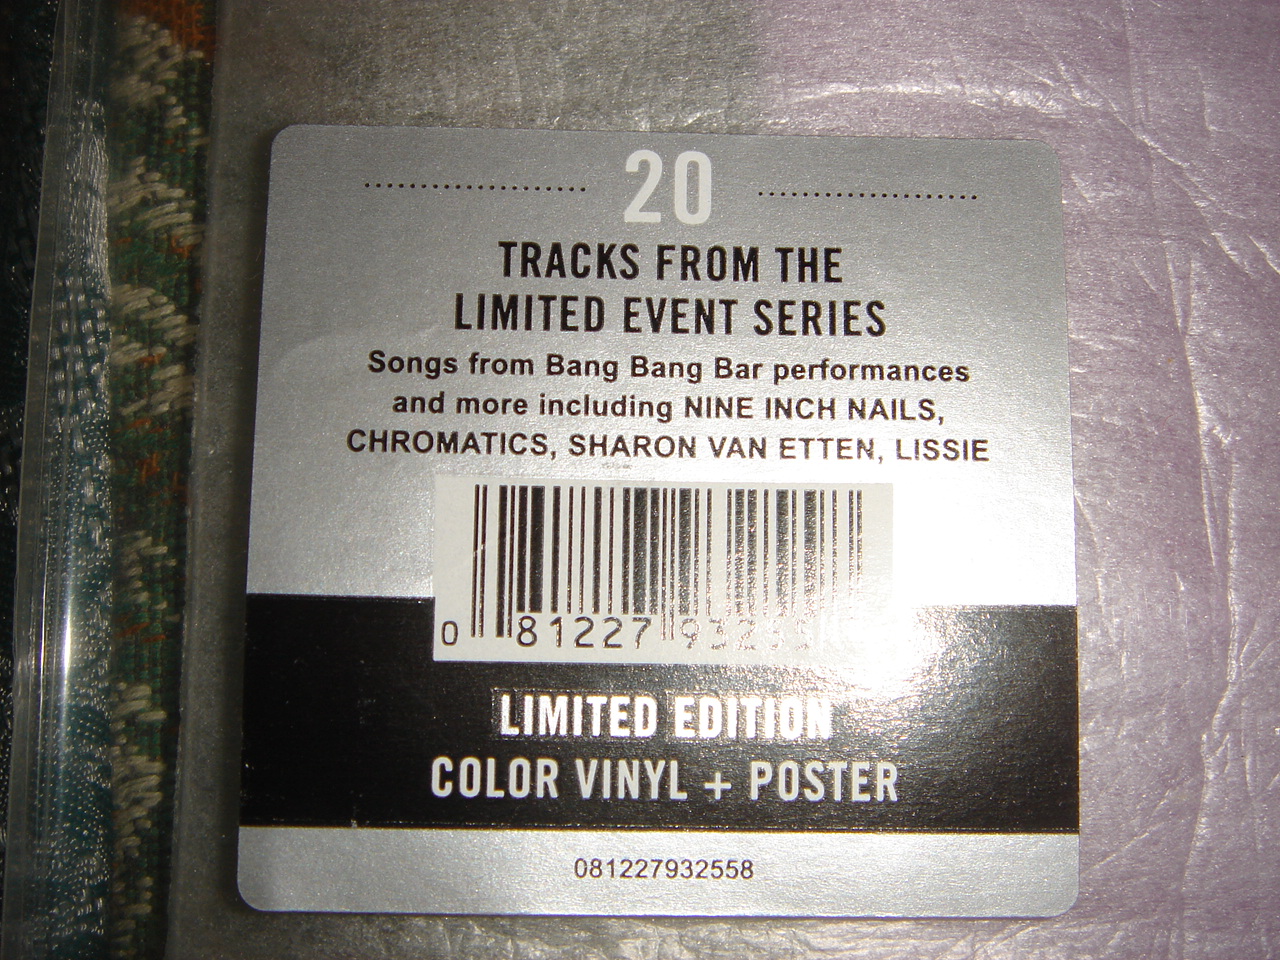 20
TRACKS FROM THE
LIMITED EVENT SERIES
Songs from Bang Bang Bar performances
and more including NINE INCH NAILS,
CHROMATICS, SHARON VAN ETTEN, LISSIE
0 81227 9325
LIMITED EDITION
COLOR VINYL + POSTER
081227932558